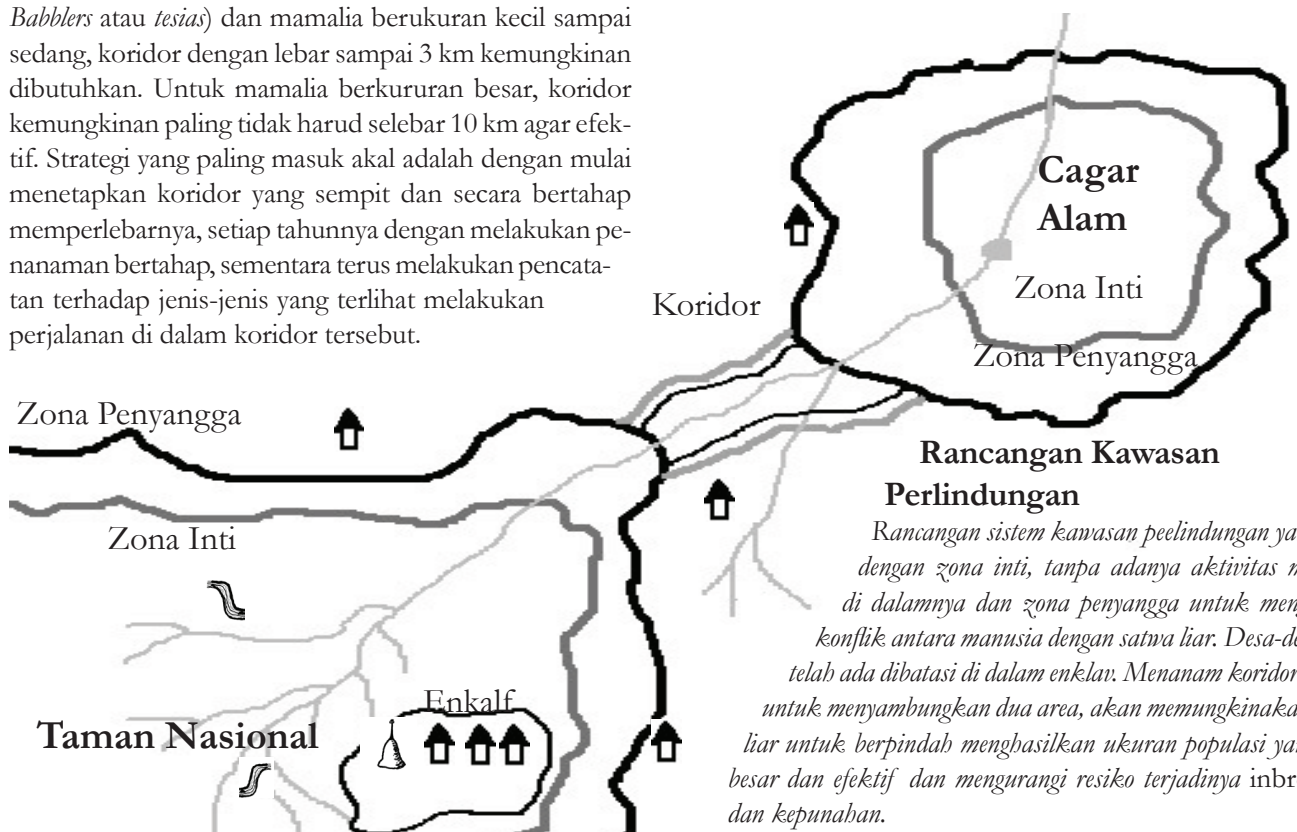 Babblers atau tesias) dan mamalia berukuran kecil sampai
sedang, koridor dengan lebar sampai 3 km kemungkinan
dibutuhkan. Untuk mamalia berkururan besar, koridor
kemungkinan paling tidak harud selebar 10 km agar efek-
tif. Strategi yang paling masuk akal adalah dengan mulai
menetapkan koridor yang sempit dan secara bertahap
memperlebarnya, setiap tahunnya dengan melakukan pe-
nanaman bertahap, sementara terus melakukan pencata-
tan terhadap jenis-jenis yang terlihat melakukan
perjalanan di dalam koridor tersebut.
Cagar
Alam
Zona Inti
Koridor
Zona Penyangga
Zona Penyangga
Zona Inti
Enkalf
Taman Nasional
Rancangan Kawasan
Perlindungan
Rancangan sistem kawasan peelindungan ya
dengan zona inti, tanpa adanya aktivitas m
di dalamnya dan zona penyangga untuk men
konflik antara manusia dengan satwa liar. Desa-de
telah ada dibatasi di dalam enklav. Menanam koridor
untuk menyambungkan dua area, akan memungkinaka
liar untuk berpindah menghasilkan ukuran populasi ya
besar dan efektif dan mengurangi resiko terjadinya inbr
dan kepunahan.